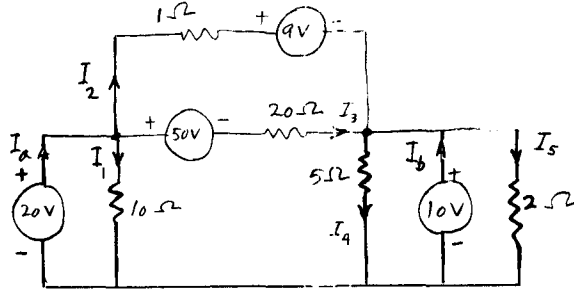 1Ω
+ 9V -
I2
+ 50V - 20Ω I3
Ia
+
20V
-
I1
10Ω
5Ω
I4
Ib
+
10V
-
I5
2Ω